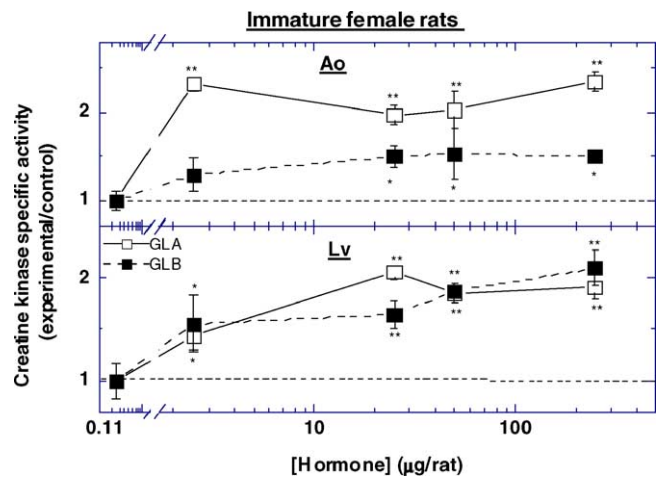 Immature female rats
Ao
**
**
**
**
2
*
*
*
1
Lv
GLA
GLB
**
**
**
2
*
*
**
**
**
1
0.11
10
100
[Hormone] (μg/rat)
Creatine kinase specific activity
(experimental/control)